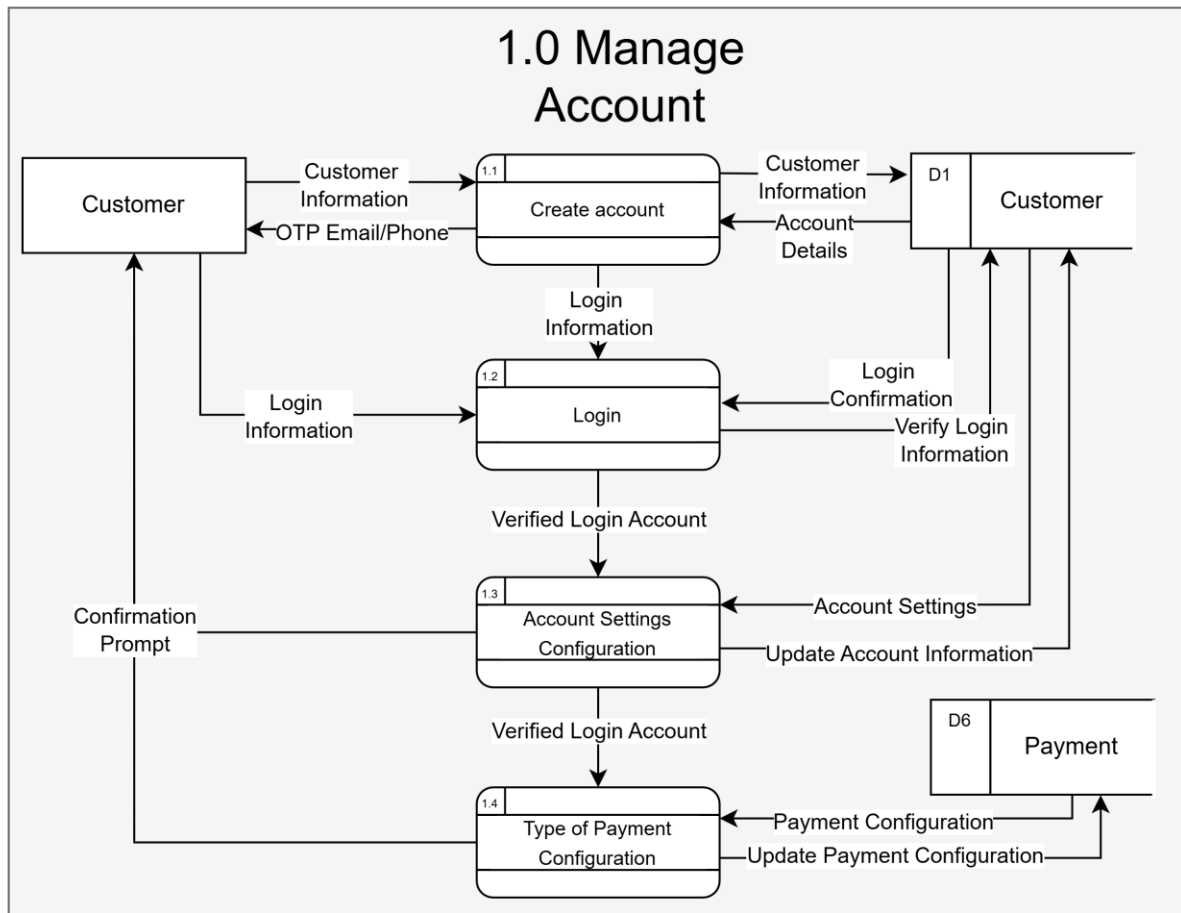 1.0 Manage
Account
Customer
Customer
Information
OTP Email/Phone
1.1
Create account
Customer
Information
Account
Details
D1
Customer
Login
Information
Login
Information
1.2
Login
Login
Confirmation
Verify Login
Information
Verified Login Account
Confirmation
Prompt
1.3
Account Settings
Configuration
Account Settings
Update Account Information
Verified Login Account
D6
Payment
1.4
Type of Payment
Configuration
Payment Configuration
Update Payment Configuration